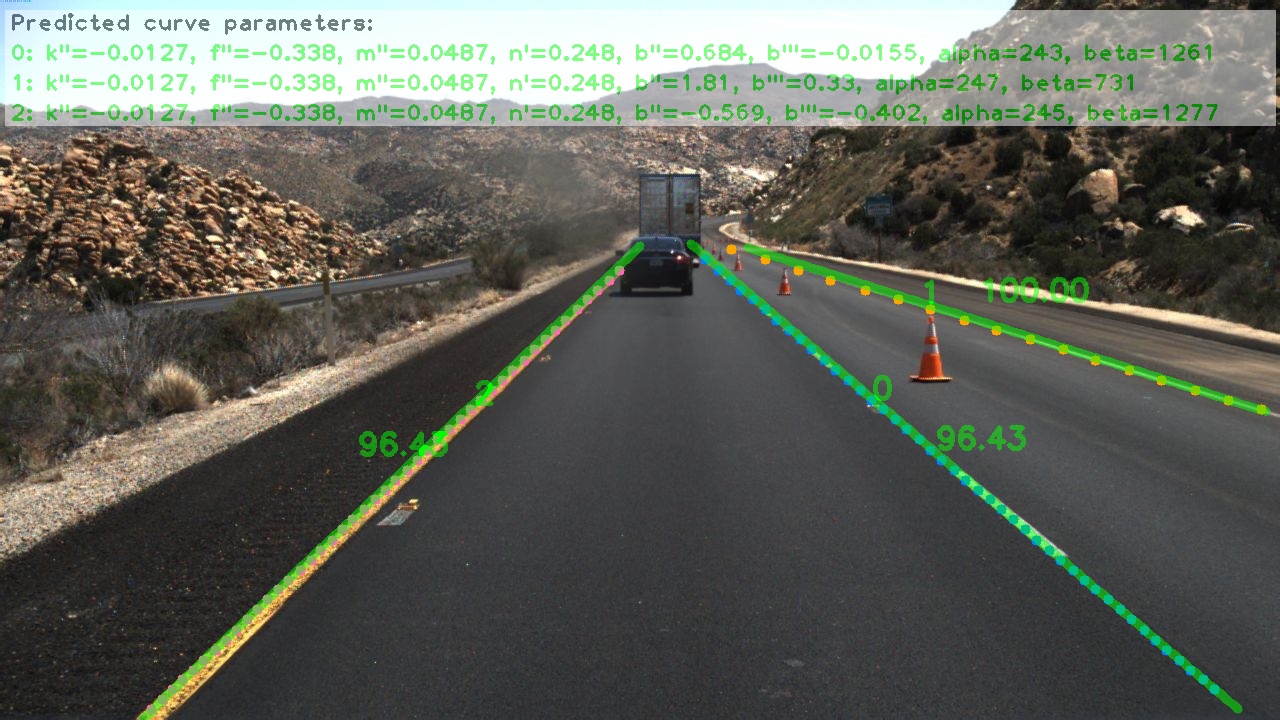 Predicted curve parameters:
0: k''=-0.0127, f''=-0.338, m''=0.0487, n'=0.248, b''=0.684, b'''=-0.0155, alpha=243, beta=1261
1: k''=-0.0127, f''=-0.338, m''=0.0487, n'=0.248, b''=1.81, b'''=0.33, alpha=247, beta=731
2: k''=-0.0127, f''=-0.338, m''=0.0487, n'=0.248, b''=-0.569, b'''=-0.402, alpha=245, beta=1277
1 100.00
2
0
96.43
96.43